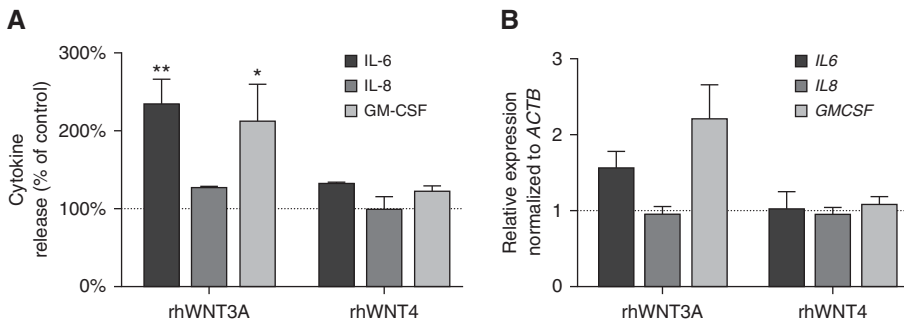 A
Cytokine
release (% of control)
300%
200%
100%
0%
**
*
IL-6
IL-8
GM-CSF
rhWNT3A
rhWNT4
B
Relative expression
normalized to ACTB
3
2
1
0
IL6
IL8
GMCSF
rhWNT3A
rhWNT4